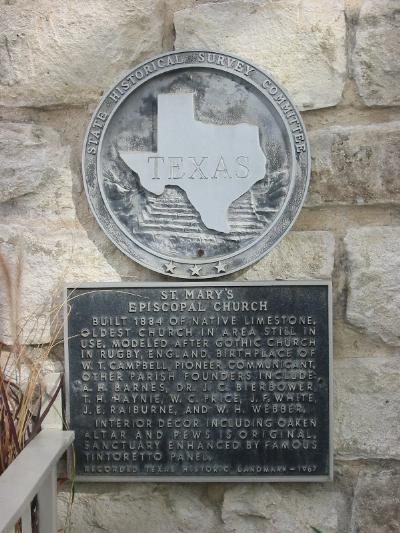 STATE HISTORICAL SURVEY COMMITTEE
TEXAS
ST. MARY'S
EPISCOPAL CHURCH
BUILT 1884 OF NATIVE LIMESTONE,
OLDEST CHURCH IN AREA STILL IN
USE. MODELED AFTER GOTHIC CHURCH
IN RUGBY, ENGLAND. BIRTHPLACE OF
W. T. CAMPBELL, PIONEER COMMUNICANT.
OTHER PARISH FOUNDERS INCLUDE
A. H. BARNES, DR. J. C. BIERBOWER,
T. H. HAYNIE, W. C. PRICE, J. F. WHITE,
J. E. RAIBURNE, AND W. H. WEBBER.
INTERIOR DECOR INCLUDING OAKEN
ALTAR AND PEWS IS ORIGINAL.
SANCTUARY ENHANCED BY FAMOUS
TINTORETTO PANEL.
RECORDED TEXAS HISTORIC LANDMARK - 1967